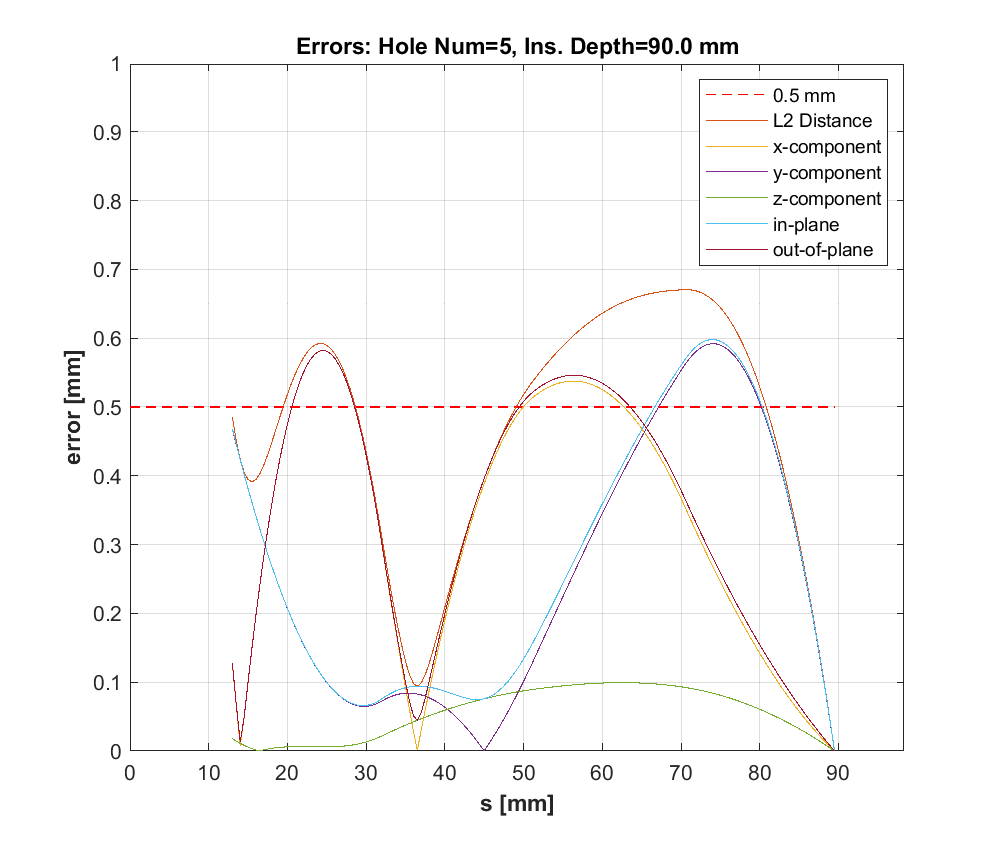 Errors: Hole Num=5, Ins. Depth=90.0 mm
1
0.9
0.8
0.7
0.6
0.5
0.4
0.3
0.2
0.1
0
error [mm]
0.5 mm
L2 Distance
x-component
y-component
z-component
in-plane
out-of-plane
0 10 20 30 40 50 60 70 80 90
s [mm]